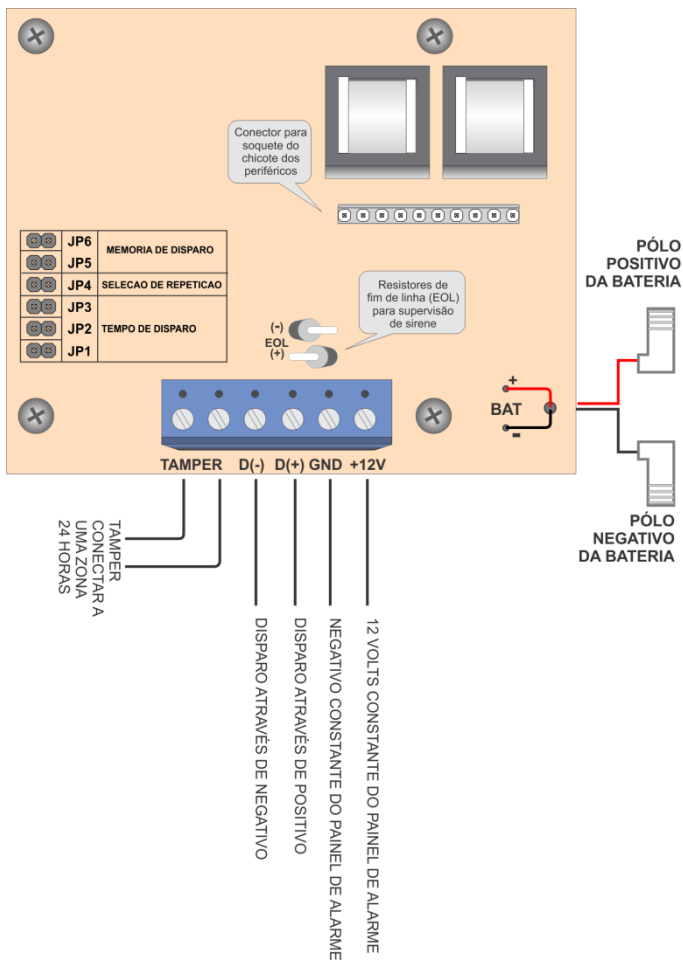 Conector para
soquete do
chicote dos
periféricos
JP6
JP5
MEMORIA DE DISPARO
JP4 SELECAO DE REPETICAO
JP3
JP2 TEMPO DE DISPARO
JP1
Resistores de
fim de linha (EOL)
para supervisão
de sirene
(-)
EOL
(+)
PÓLO
POSITIVO
DA BATERIA
+
BAT
-
PÓLO
NEGATIVO
DA BATERIA
TAMPER D(-) D(+) GND +12V
TAMPER
CONECTAR A
UMA ZONA
24 HORAS
DISPARO ATRAVÉS DE NEGATIVO
DISPARO ATRAVÉS DE POSITIVO
NEGATIVO CONSTANTE DO PAINEL DE ALARME
12 VOLTS CONSTANTE DO PAINEL DE ALARME